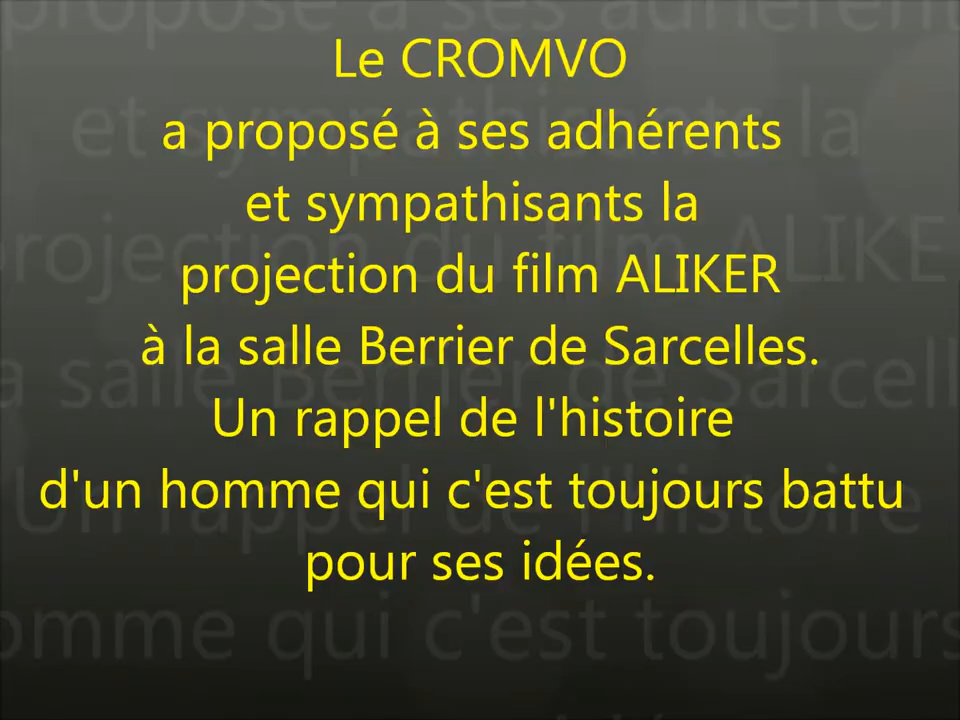 Le CROMVO
a proposé à ses adhérents
et sympathisants la
projection du film ALIKER
à la salle Berrier de Sarcelles.
Un rappel de l'histoire
d'un homme qui c'est toujours battu
pour ses idées.